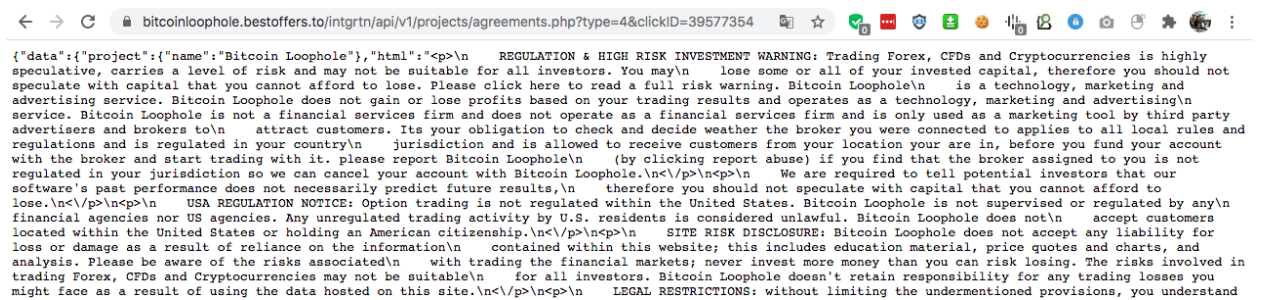 bitcoinloophole.bestoffers.to/intgrtn/api/v1/projects/agreements.php?type=4&clickID=39577354
{"data":{"project":{"name":"Bitcoin Loophole"},"html":"<p>\n    REGULATION & HIGH RISK INVESTMENT WARNING: Trading Forex, CFDs and Cryptocurrencies is highly
speculative, carries a level of risk and may not be suitable for all investors. You may\n    lose some or all of your invested capital, therefore you should not
speculate with capital that you cannot afford to lose. Please click here to read a full risk warning. Bitcoin Loophole\n    is a technology, marketing and
advertising service. Bitcoin Loophole does not gain or lose profits based on your trading results and operates as a technology, marketing and advertising\n
service. Bitcoin Loophole is not a financial services firm and does not operate as a financial services firm and is only used as a marketing tool by third party
advertisers and brokers to\n    attract customers. Its your obligation to check and decide weather the broker you were connected to applies to all local rules and
regulations and is regulated in your country\n    jurisdiction and is allowed to receive customers from your location your are in, before you fund your account
with the broker and start trading with it. please report Bitcoin Loophole\n    (by clicking report abuse) if you find that the broker assigned to you is not
regulated in your jurisdiction so we can cancel your account with Bitcoin Loophole.\n<\/p>\n<p>\n    We are required to tell potential investors that our
software's past performance does not necessarily predict future results,\n    therefore you should not speculate with capital that you cannot afford to
lose.\n<\/p>\n<p>\n    USA REGULATION NOTICE: Option trading is not regulated within the United States. Bitcoin Loophole is not supervised or regulated by any\n
financial agencies nor US agencies. Any unregulated trading activity by U.S. residents is considered unlawful. Bitcoin Loophole does not\n    accept customers
located within the United States or holding an American citizenship.\n<\/p>\n<p>\n    SITE RISK DISCLOSURE: Bitcoin Loophole does not accept any liability for
loss or damage as a result of reliance on the information\n    contained within this website; this includes education material, price quotes and charts, and
analysis. Please be aware of the risks associated\n    with trading the financial markets; never invest more money than you can risk losing. The risks involved in
trading Forex, CFDs and Cryptocurrencies may not be suitable\n    for all investors. Bitcoin Loophole doesn't retain responsibility for any trading losses you
might face as a result of using the data hosted on this site.\n<\/p>\n<p>\n    LEGAL RESTRICTIONS: without limiting the undermentioned provisions, you understand